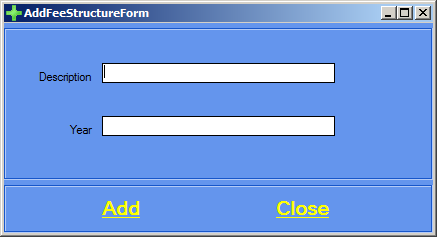 AddFeeStructureForm
Description
Year
Add Close